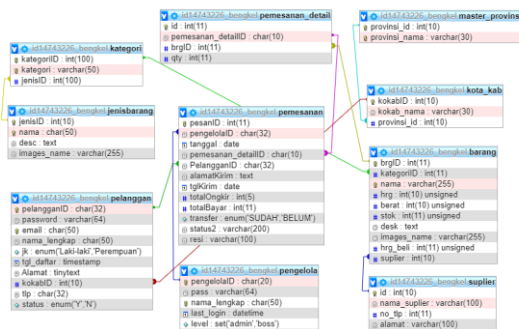 id14743226_bengkel pemesanan_detail
id : int(11)
pemesanan_detailID : char(10)
brgID : int(11)
qty : int(11)
id14743226_bengkel master_provins
provinsi_id : int(10)
provinsi_nama : varchar(30)
id14743226_bengkel kategori
kategoriID : int(100)
kategori : varchar(50)
jenisID : int(100)
id14743226_bengkel kota_kab
kokabID : int(10)
kokab_nama : varchar(30)
provinsi_id : int(10)
id14743226_bengkel jenisbarang
jenisID : int(10)
nama : char(50)
desc : text
images_name : varchar(255)
id14743226_bengkel pemesanan
pesanID : int(11)
pengelolaID : char(32)
tanggal : date
pemesanan_detailID : char(10)
PelangganID : char(32)
alamatKirim : text
tglKirim : date
totalOngkir : int(5)
totalBayar : int(11)
transfer : enum('SUDAH','BELUM')
status2 : varchar(200)
resi : varchar(100)
id14743226_bengkel barang
brgID : int(11)
kategoriID : int(11)
nama : varchar(255)
hrg : int(10) unsigned
berat : int(10) unsigned
stok : int(11) unsigned
desk : text
images_name : varchar(255)
hrg_beli : int(11) unsigned
suplier : int(10)
id14743226_bengkel pelanggan
pelangganID : char(32)
password : varchar(64)
email : char(50)
nama_lengkap : char(50)
jk : enum('Laki-laki','Perempuan')
tgl_daftar : timestamp
Alamat : tinytext
kokabID : int(10)
tlp : char(32)
status : enum('Y','N')
id14743226_bengkel pengelola
pengelolaID : char(20)
pass : varchar(64)
nama_lengkap : char(50)
last_login : datetime
level : set('admin','boss')
id14743226_bengkel suplier
id : int(10)
nama_suplier : varchar(100)
no_tlp : int(11)
alamat : varchar(100)